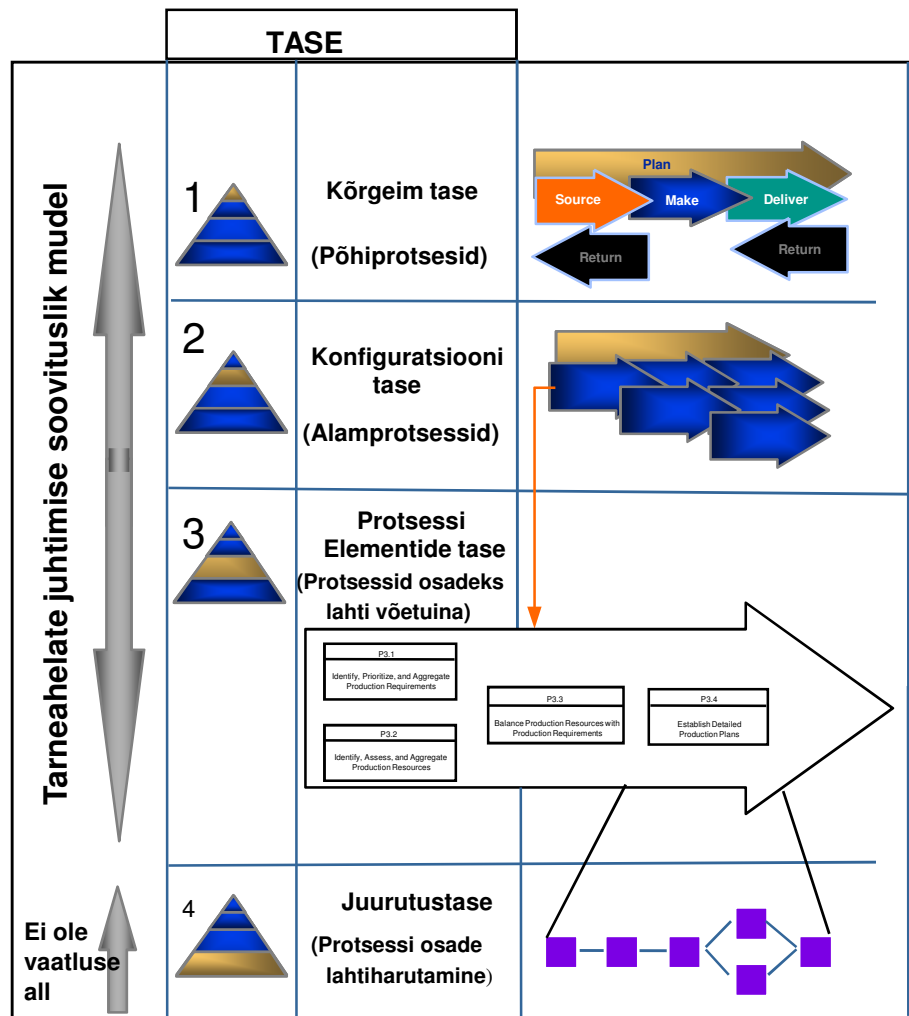 TASE
Tarneahelate juhtimise soovituslik mudel
1
Kõrgeim tase
(Põhiprotsesid)
Plan
Source
Make
Deliver
Return
Return
2
Konfiguratsiooni
tase
(Alamprotsessid)
3
Protsessi
Elementide tase
(Protsessid osadeks
lahti võetuina)
P3.1
Identify, Prioritize, and Aggregate
Production Requirements
P3.2
Identify, Assess, and Aggregate
Production Resources
P3.3
Balance Production Resources with
Production Requirements
P3.4
Establish Detailed
Production Plans
Ei ole
vaatluse
all
4
Juurutustase
(Protsessi osade
lahtiharutamine)